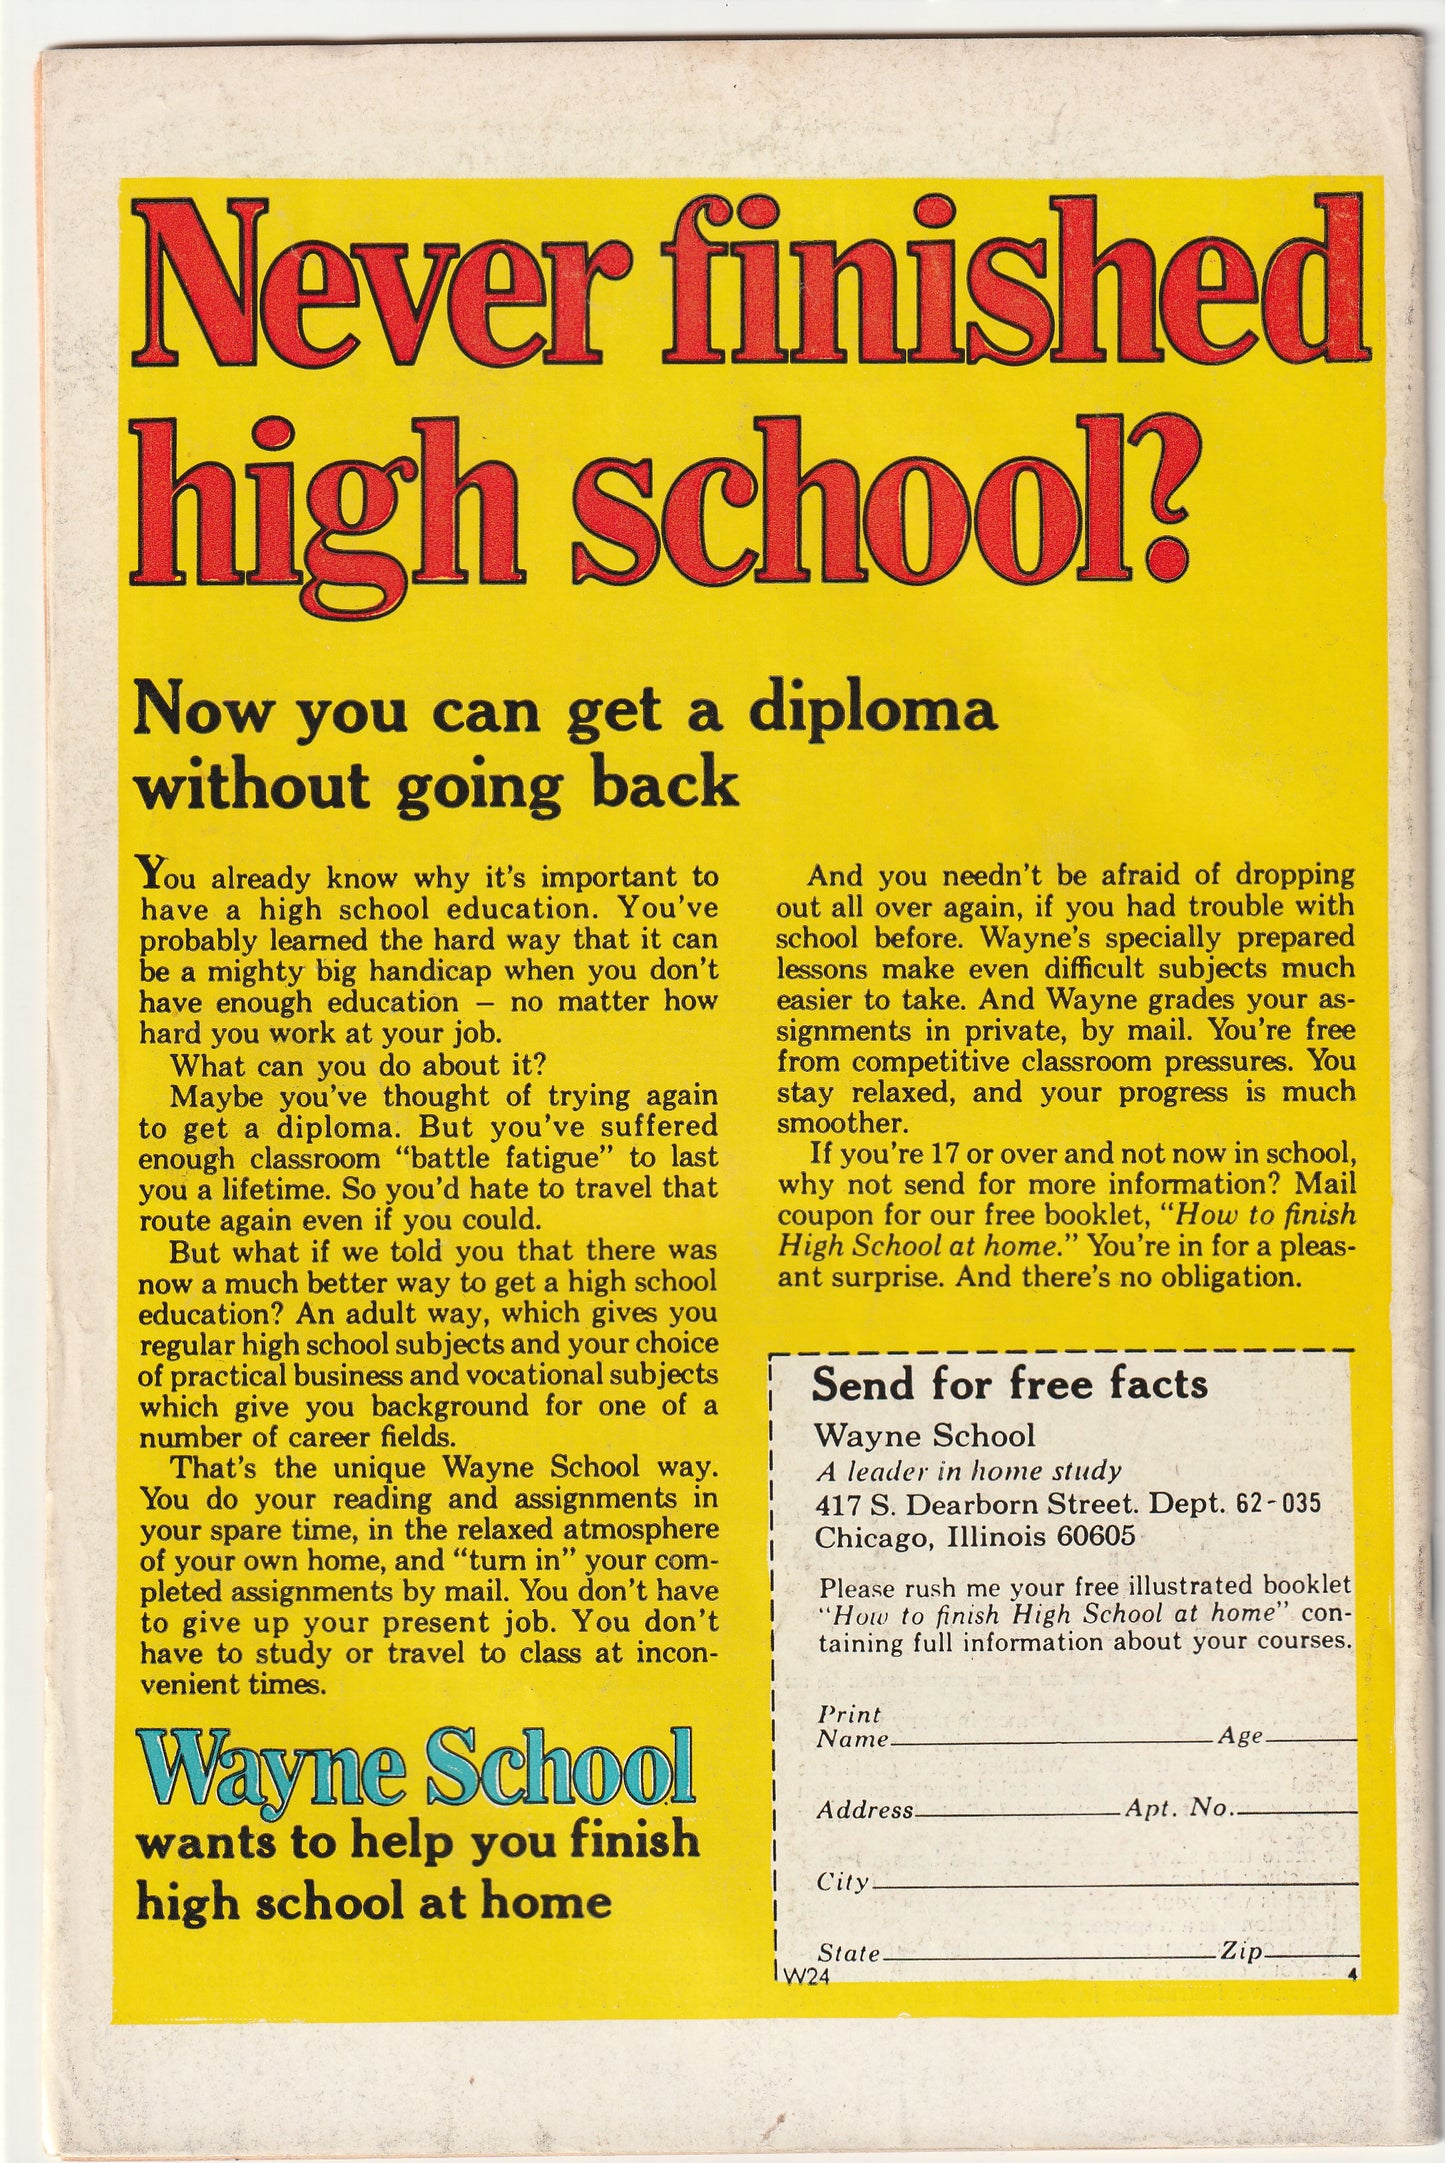 Never finished
high school?
Now you can get a diploma
without going back
You already know why it's important to
have a high school education. You've
probably learned the hard way that it can
be a mighty big handicap when you don't
have enough education – no matter how
hard you work at your job.
What can you do about it?
Maybe you've thought of trying again
to get a diploma. But you've suffered
enough classroom "battle fatigue" to last
you a lifetime. So you'd hate to travel that
route again even if you could.
But what if we told you that there was
now a much better way to get a high school
education? An adult way, which gives you
regular high school subjects and your choice
of practical business and vocational subjects
which give you background for one of a
number of career fields.
That's the unique Wayne School way.
You do your reading and assignments in
your spare time, in the relaxed atmosphere
of your own home, and "turn in" your com-
pleted assignments by mail. You don't have
to give up your present job. You don't
have to study or travel to class at incon-
venient times.
Wayne School
wants to help you finish
high school at home
And you needn't be afraid of dropping
out all over again, if you had trouble with
school before. Wayne's specially prepared
lessons make even difficult subjects much
easier to take. And Wayne grades your as-
signments in private, by mail. You're free
from competitive classroom pressures. You
stay relaxed, and your progress is much
smoother.
If you're 17 or over and not now in school,
why not send for more information? Mail
coupon for our free booklet, "How to finish
High School at home." You're in for a pleas-
ant surprise. And there's no obligation.
Send for free facts
Wayne School
A leader in home study
417 S. Dearborn Street. Dept. 62-035
Chicago, Illinois 60605
Please rush me your free illustrated booklet
"How to finish High School at home" con-
taining full information about your courses.
Print
Name Age
Address Apt. No.
City
State Zip
W24 4